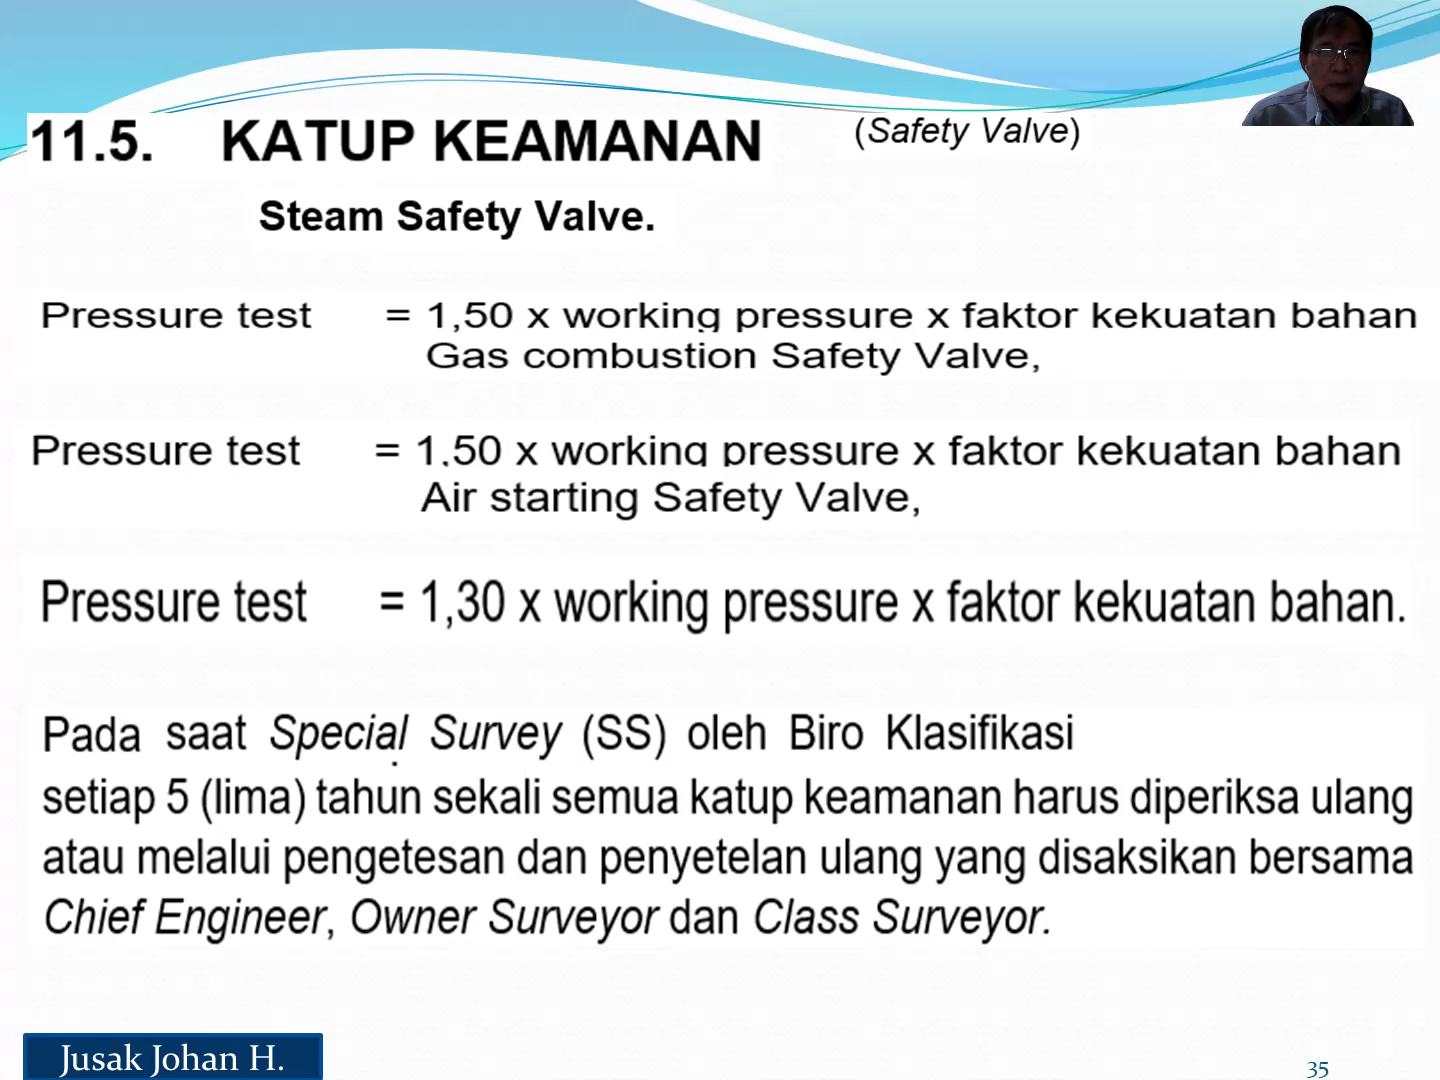 11.5. KATUP KEAMANAN (Safety Valve)
Steam Safety Valve.
Pressure test = 1,50 x working pressure x faktor kekuatan bahan
Gas combustion Safety Valve,
Pressure test = 1,50 x working pressure x faktor kekuatan bahan
Air starting Safety Valve,
Pressure test = 1,30 x working pressure x faktor kekuatan bahan.
Pada saat Special Survey (SS) oleh Biro Klasifikasi
setiap 5 (lima) tahun sekali semua katup keamanan harus diperiksa ulang
atau melalui pengetesan dan penyetelan ulang yang disaksikan bersama
Chief Engineer, Owner Surveyor dan Class Surveyor.
Jusak Johan H.
35